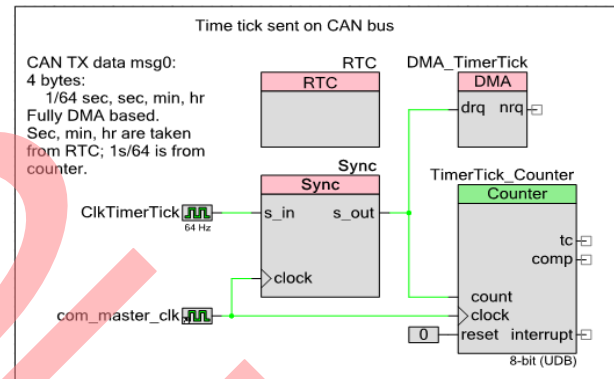 Time tick sent on CAN bus
CAN TX data msg0:
4 bytes:
1/64 sec, sec, min, hr
Fully DMA based.
Sec, min, hr are taken
from RTC; 1s/64 is from
counter.
RTC
RTC
DMA_TimerTick
DMA
drq nrq
Sync
Sync
s_in s_out
clock
ClkTimerTick
64 Hz
com_master_clk
TimerTick_Counter
Counter
tc
comp
count
clock
0
reset interrupt
8-bit (UDB)